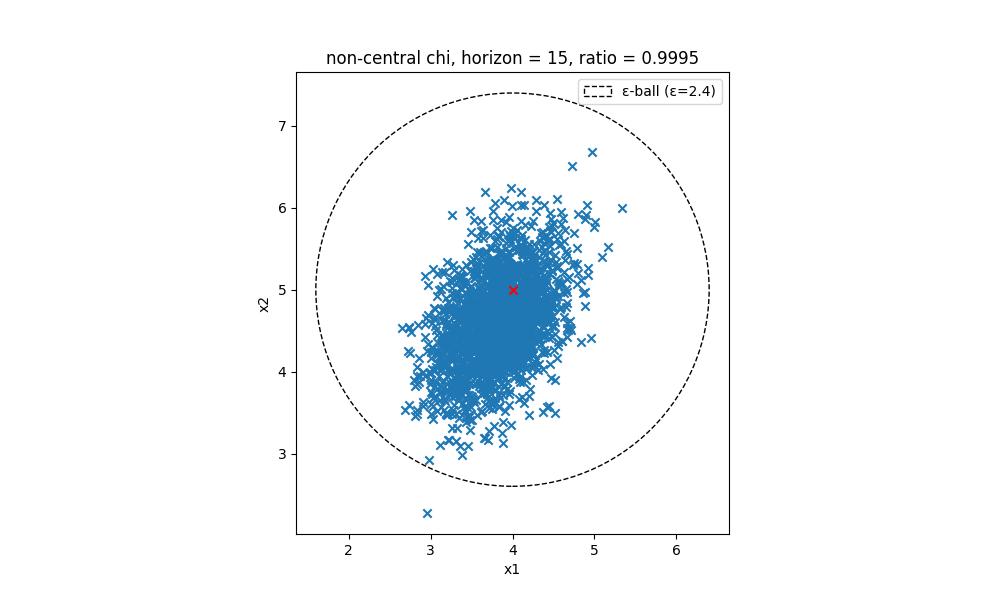 non-central chi, horizon = 15, ratio = 0.9995
ε-ball (ε=2.4)
7
6
5
4
3
x2
2 3 4 5 6
x1